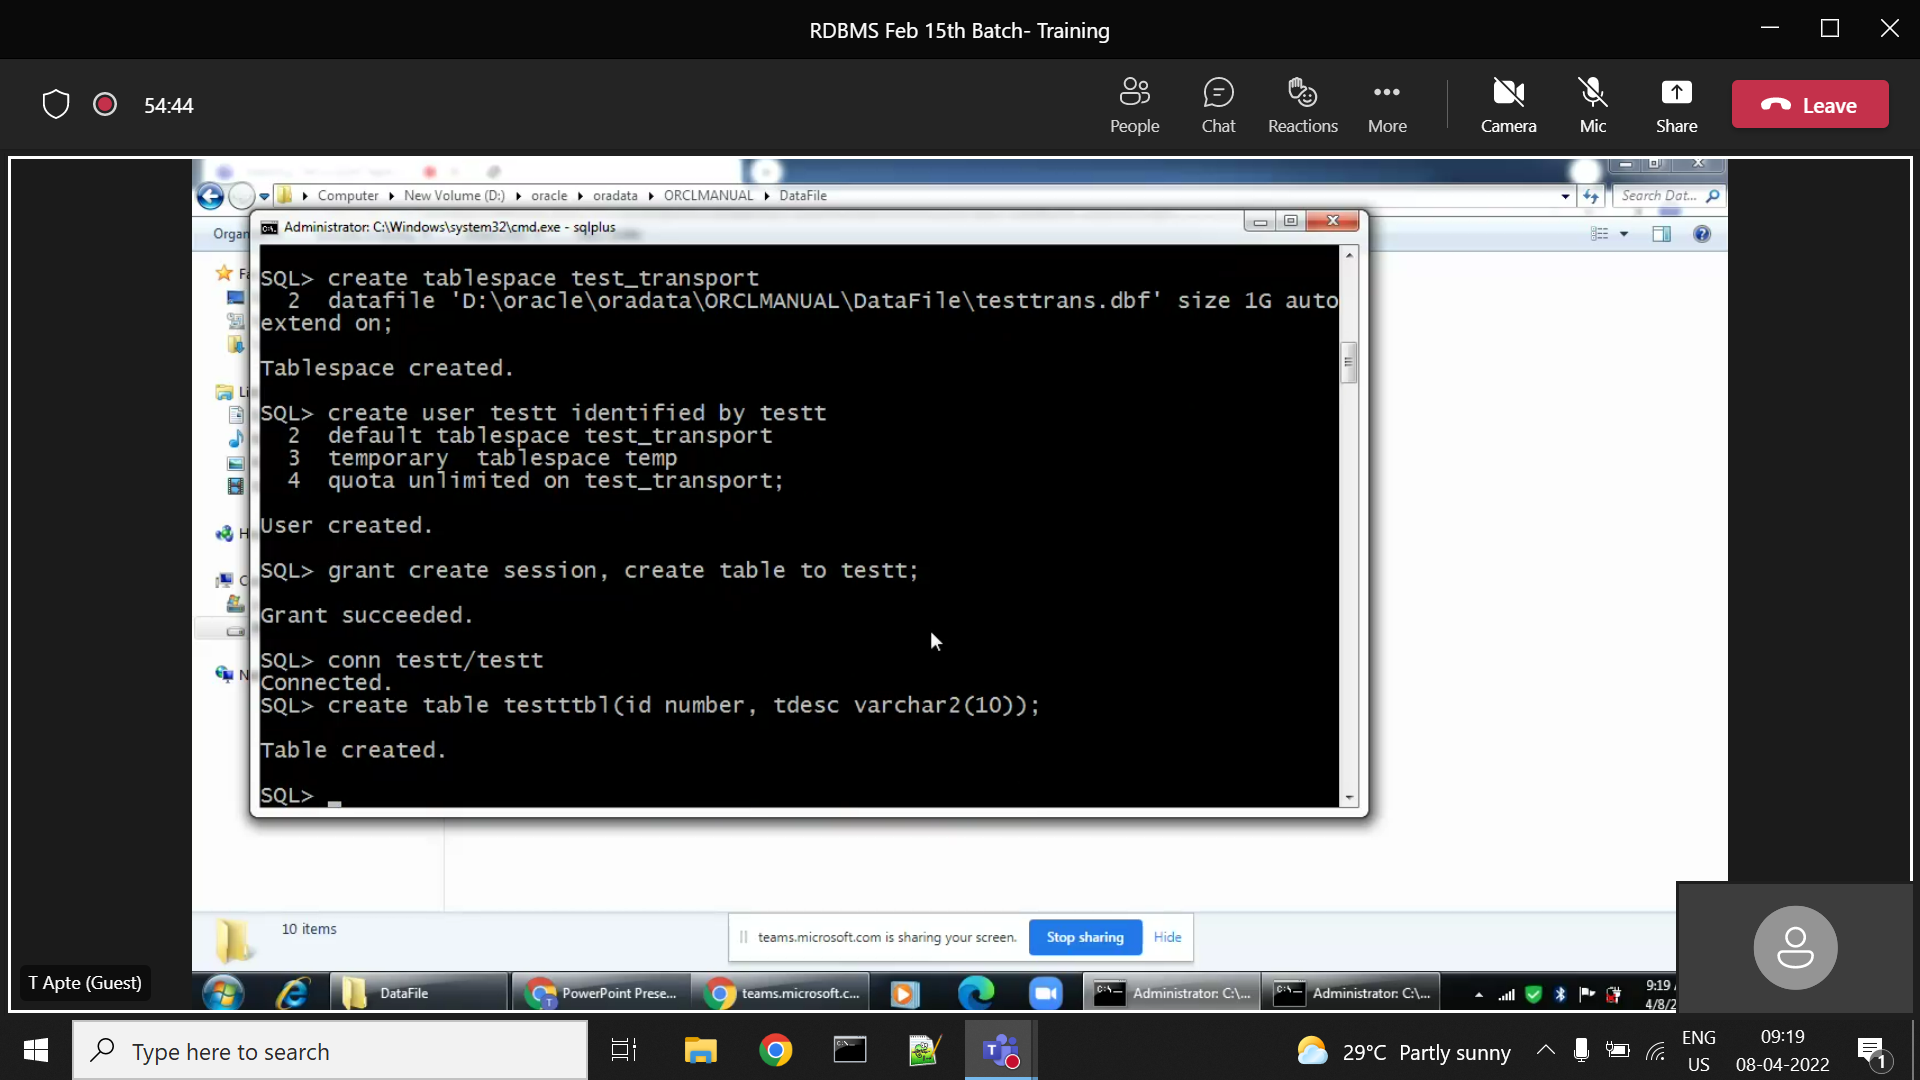 RDBMS Feb 15th Batch- Training
54:44
People
Chat
Reactions
More
Camera
Mic
Share
Leave
Computer
New Volume (D:)
oracle
oradata
ORCLMANUAL
DataFile
Search Dat...
Organ
Administrator: C:\Windows\system32\cmd.exe - sqlplus
SQL> create tablespace test_transport
2 datafile 'D:\oracle\oradata\ORCLMANUAL\DataFile\testtrans.dbf' size 1G auto
extend on;
Tablespace created.
SQL> create user testt identified by testt
2 default tablespace test_transport
3 temporary  tablespace temp
4 quota unlimited on test_transport;
User created.
SQL> grant create session, create table to testt;
Grant succeeded.
SQL> conn testt/testt
Connected.
SQL> create table testttbl(id number, tdesc varchar2(10));
Table created.
SQL>
Fa
Li
H
C
N
10 items
teams.microsoft.com is sharing your screen.
Stop sharing
Hide
T Apte (Guest)
DataFile
PowerPoint Prese...
teams.microsoft.c...
Administrator: C:\...
Administrator: C:\...
9:19
4/8/2
Type here to search
29°C Partly sunny
ENG
US
09:19
08-04-2022
1